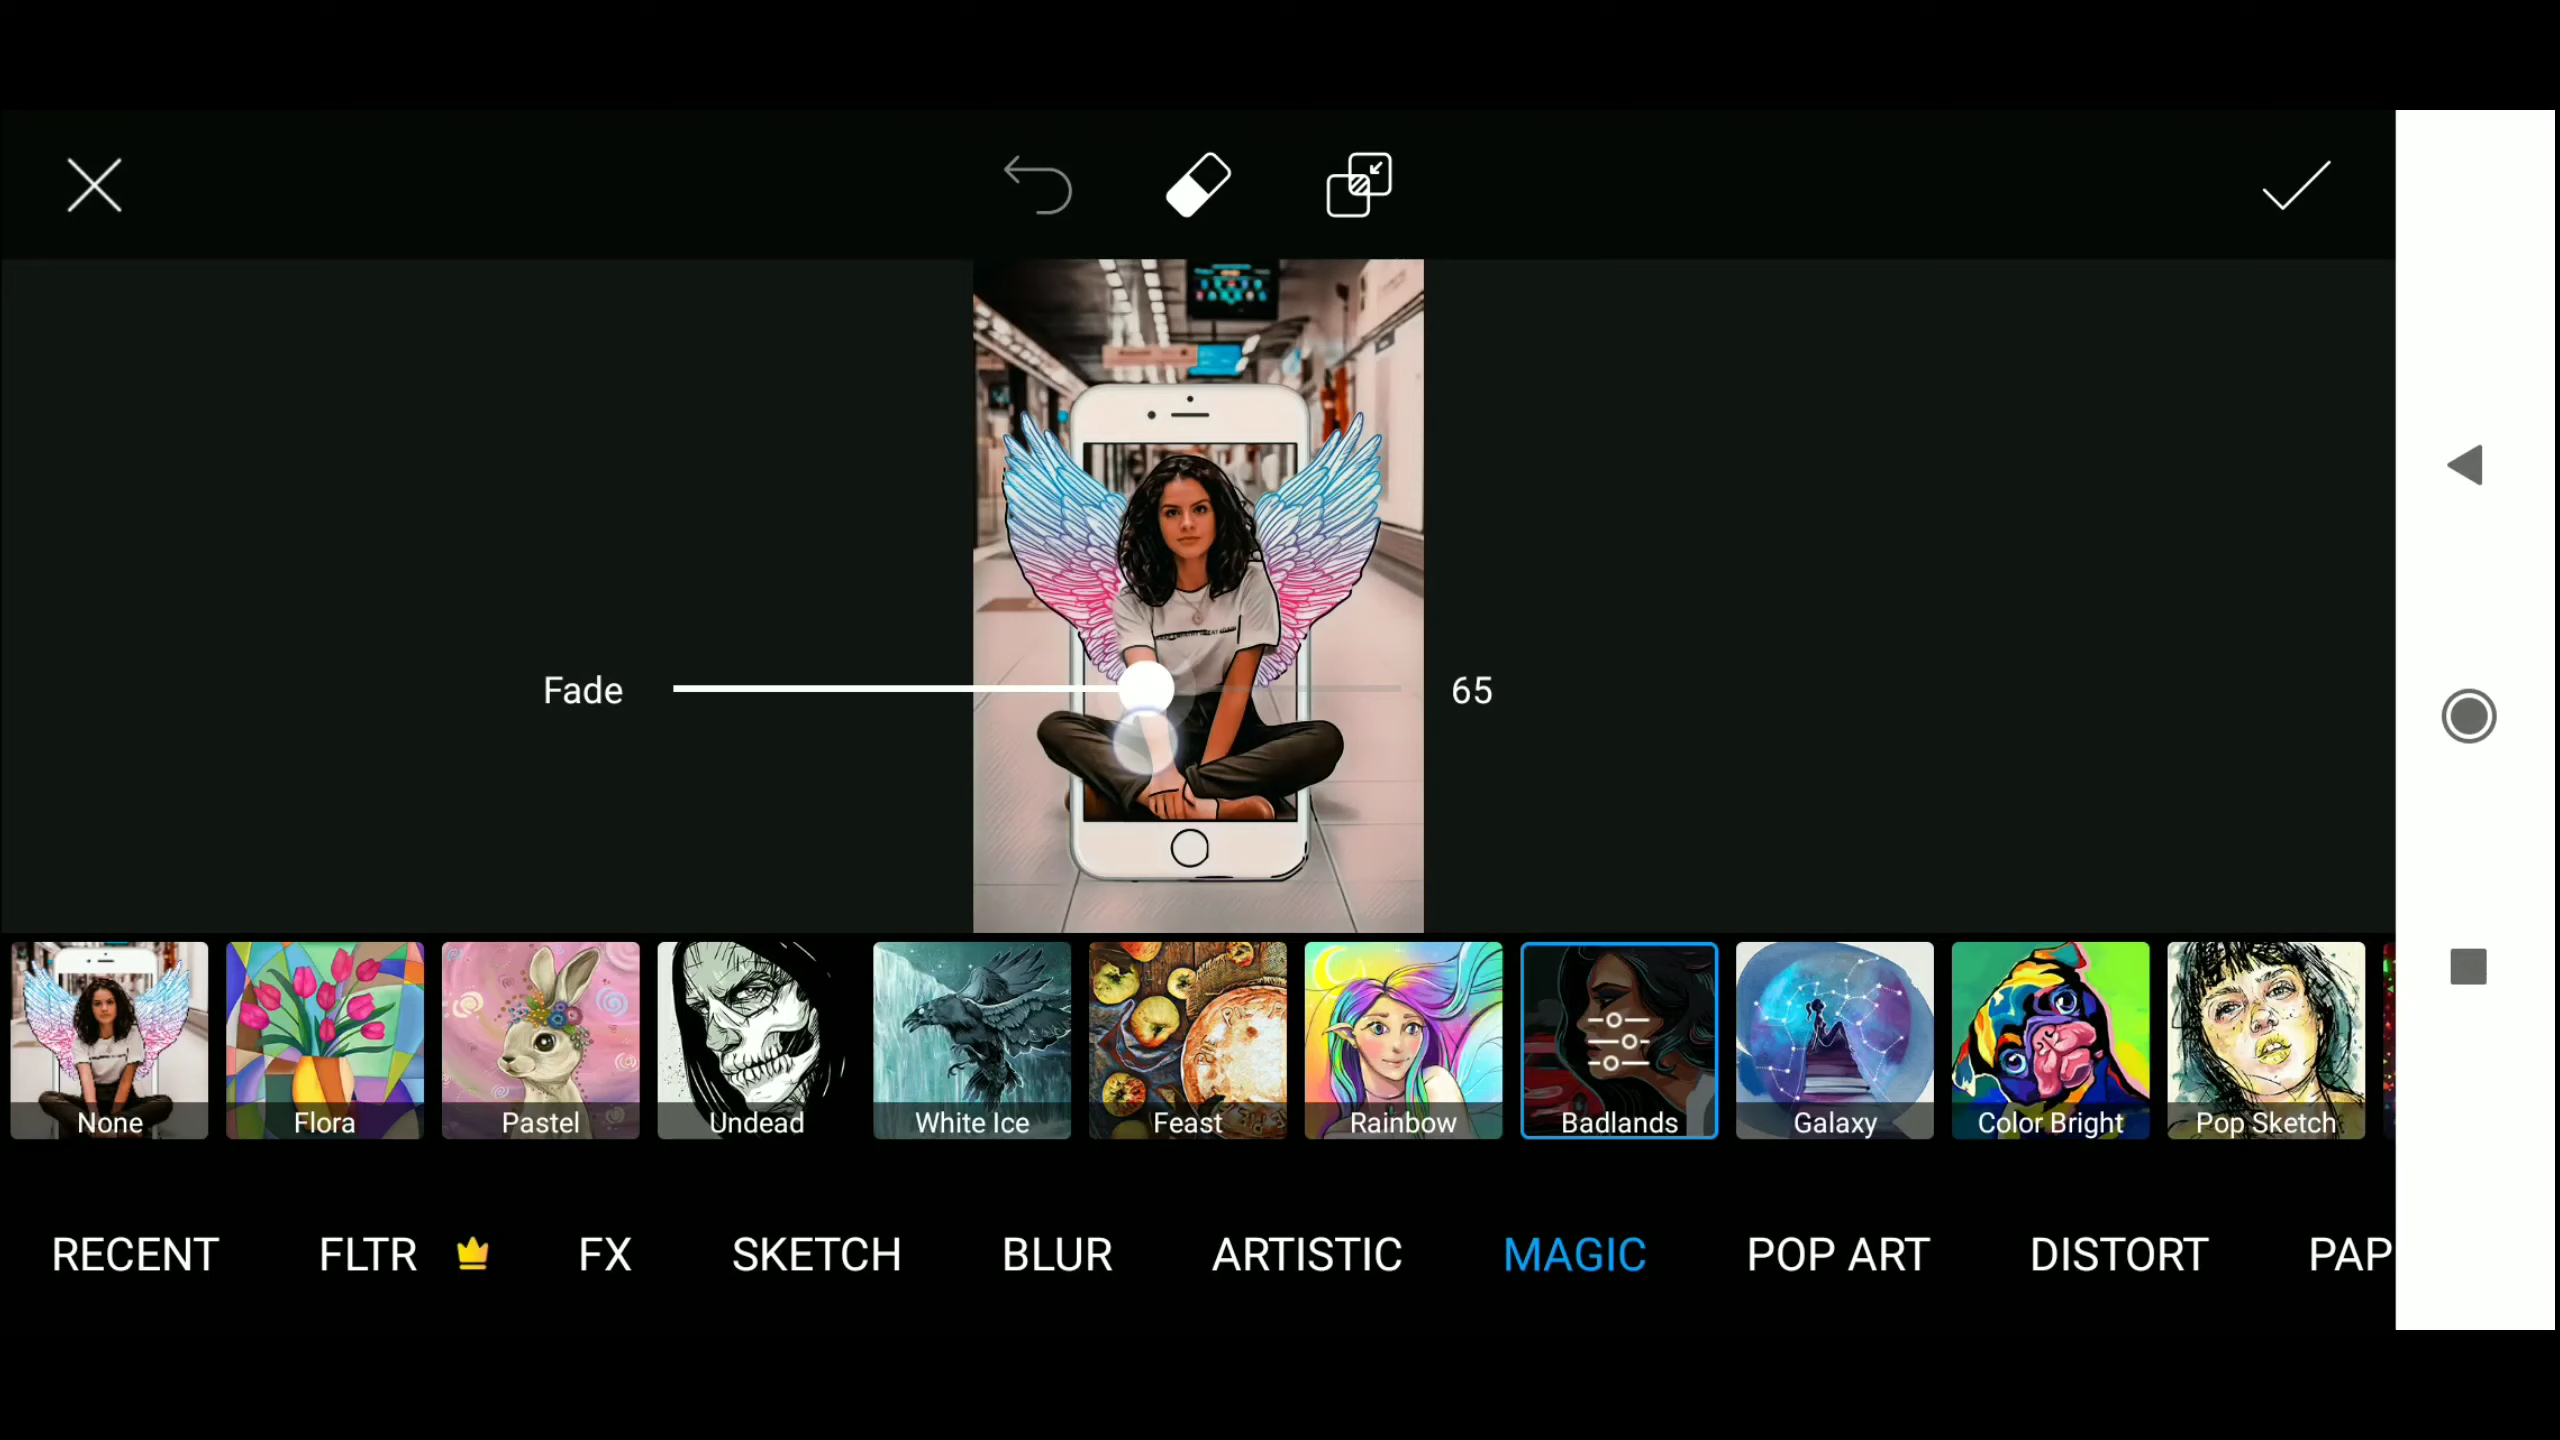 Fade 65
None Flora Pastel Undead White Ice Feast Rainbow Badlands Galaxy Color Bright Pop Sketch
RECENT FLTR FX SKETCH BLUR ARTISTIC MAGIC POP ART DISTORT PAP